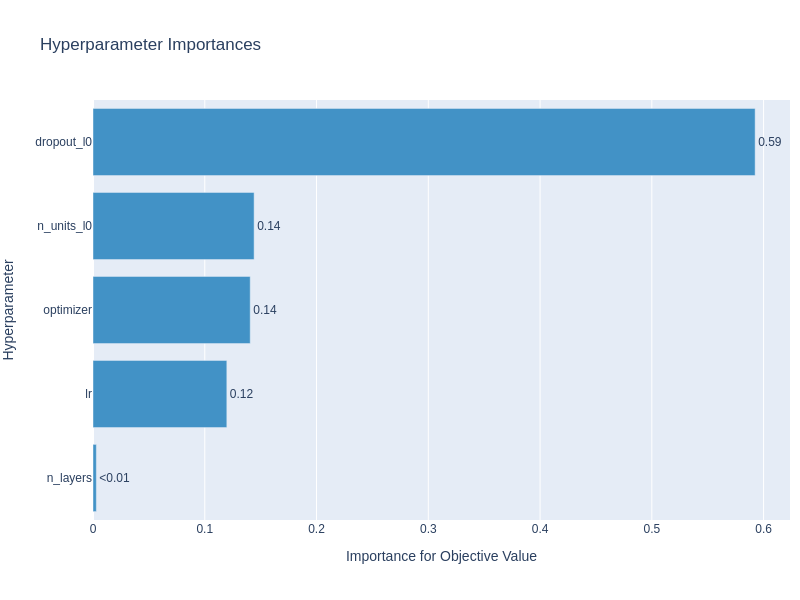 Hyperparameter Importances
Hyperparameter
dropout_l0
0.59
n_units_l0
0.14
optimizer
0.14
lr
0.12
n_layers
<0.01
0 0.1 0.2 0.3 0.4 0.5 0.6
Importance for Objective Value